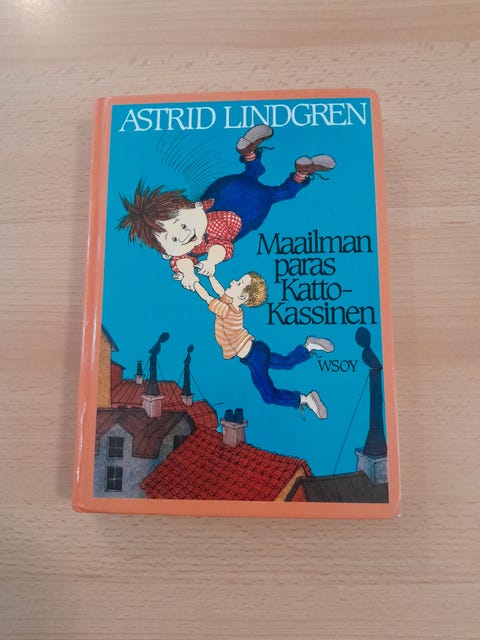 ASTRID LINDGREN
Maailman
paras
Katto-
Kassinen
WSOY